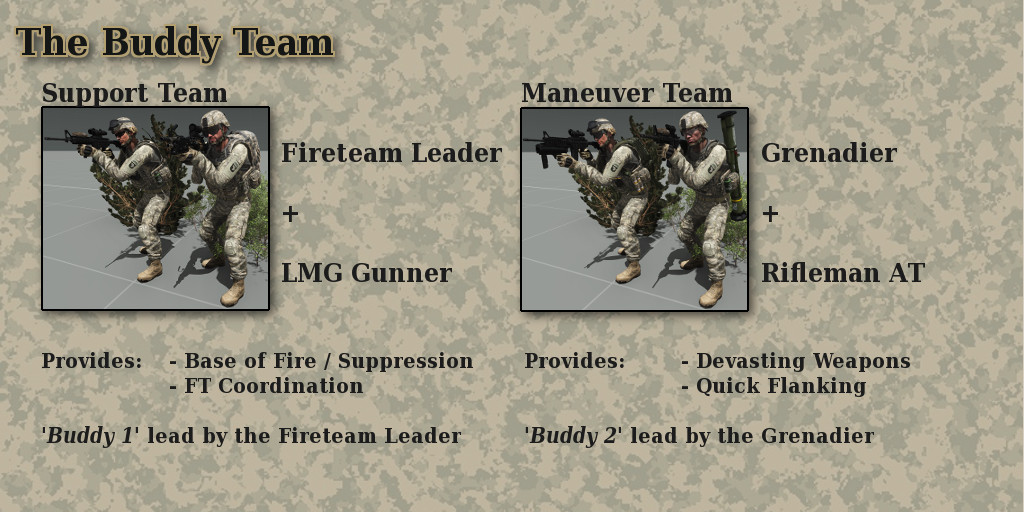 The Buddy Team
Support Team
Fireteam Leader
+
LMG Gunner
Provides: - Base of Fire / Suppression
- FT Coordination
'Buddy 1' lead by the Fireteam Leader
Maneuver Team
Grenadier
+
Rifleman AT
Provides: - Devasting Weapons
- Quick Flanking
'Buddy 2' lead by the Grenadier